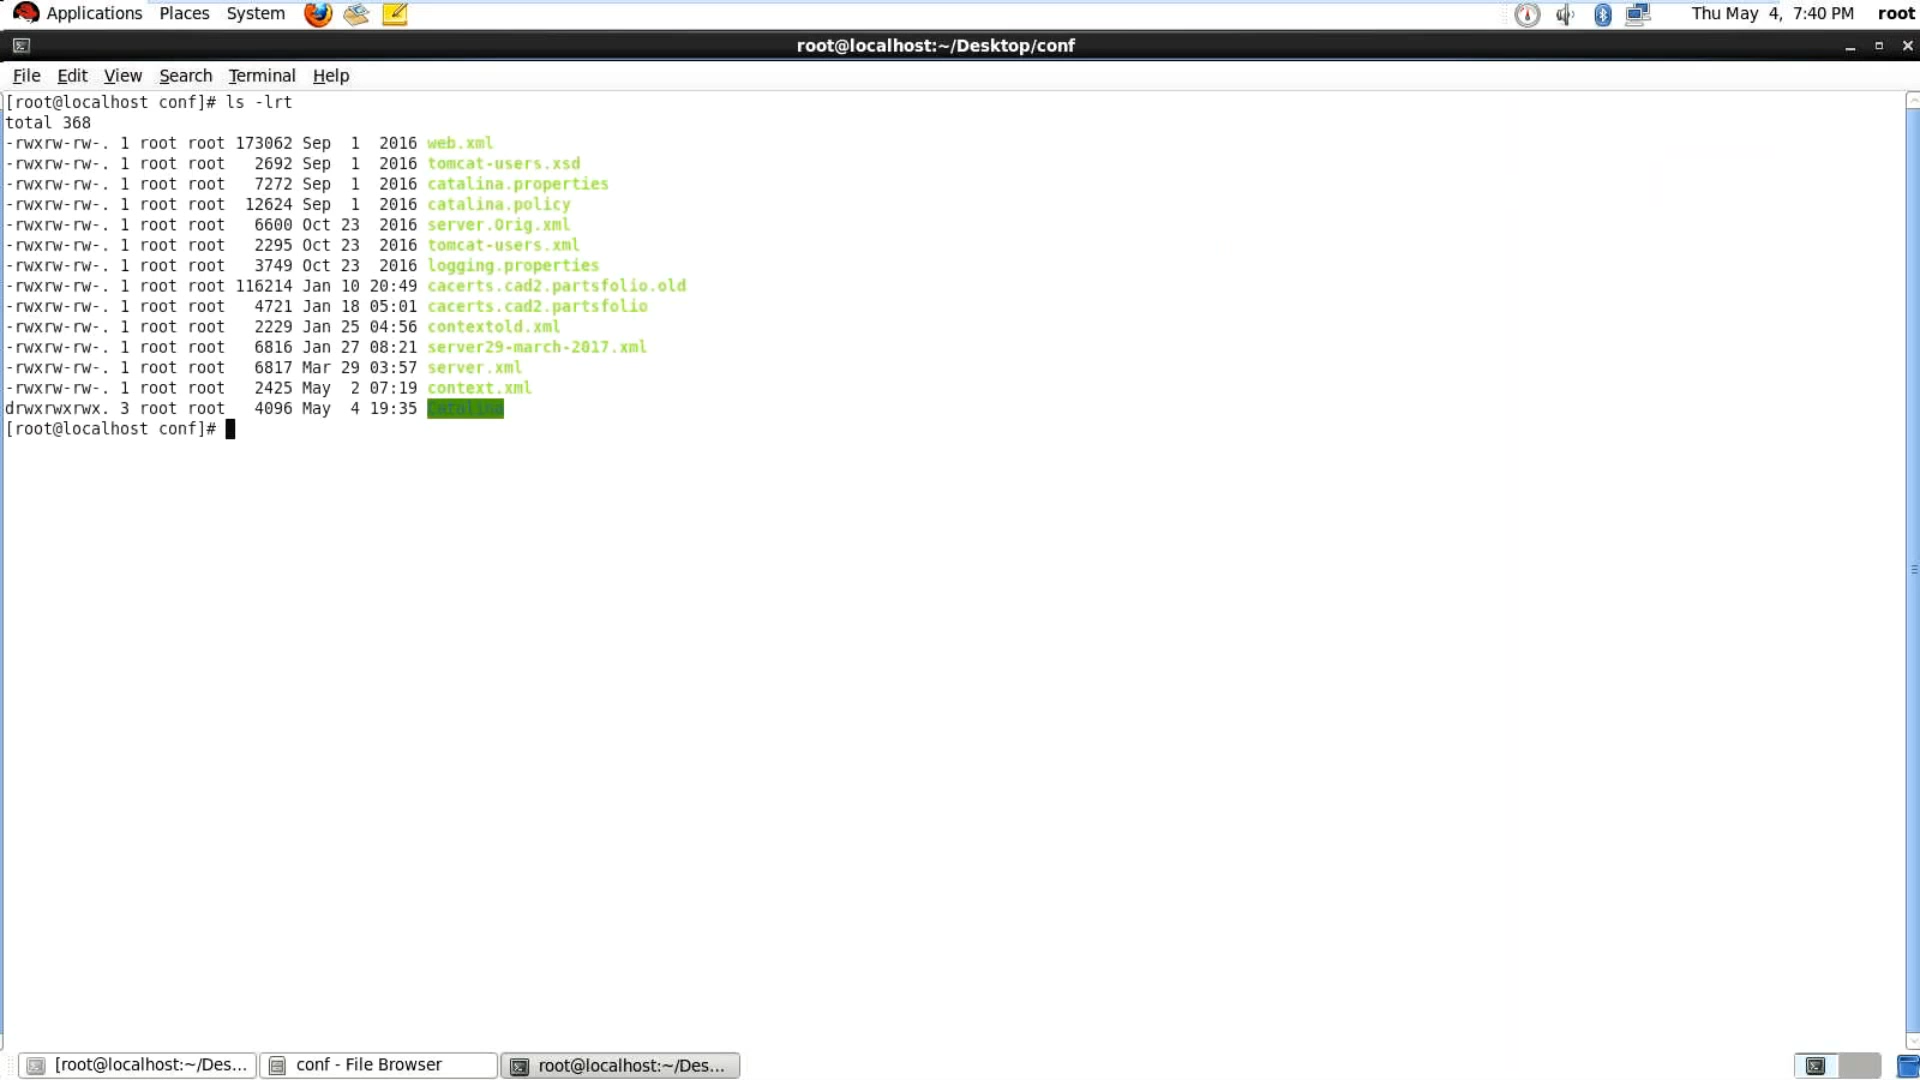 Applications Places System Thu May 4, 7:40 PM root
root@localhost:~/Desktop/conf
File Edit View Search Terminal Help
[root@localhost conf]# ls -lrt
total 368
-rwxrw-rw-. 1 root root 173062 Sep  1  2016 web.xml
-rwxrw-rw-. 1 root root   2692 Sep  1  2016 tomcat-users.xsd
-rwxrw-rw-. 1 root root   7272 Sep  1  2016 catalina.properties
-rwxrw-rw-. 1 root root  12624 Sep  1  2016 catalina.policy
-rwxrw-rw-. 1 root root   6600 Oct 23  2016 server.Orig.xml
-rwxrw-rw-. 1 root root   2295 Oct 23  2016 tomcat-users.xml
-rwxrw-rw-. 1 root root   3749 Oct 23  2016 logging.properties
-rwxrw-rw-. 1 root root 116214 Jan 10 20:49 cacerts.cad2.partsfolio.old
-rwxrw-rw-. 1 root root   4721 Jan 18 05:01 cacerts.cad2.partsfolio
-rwxrw-rw-. 1 root root   2229 Jan 25 04:56 contextold.xml
-rwxrw-rw-. 1 root root   6816 Jan 27 08:21 server29-march-2017.xml
-rwxrw-rw-. 1 root root   6817 Mar 29 03:57 server.xml
-rwxrw-rw-. 1 root root   2425 May  2 07:19 context.xml
drwxrwxrwx. 3 root root   4096 May  4 19:35 Catalina
[root@localhost conf]#
[root@localhost:~/Des... conf - File Browser root@localhost:~/Des...